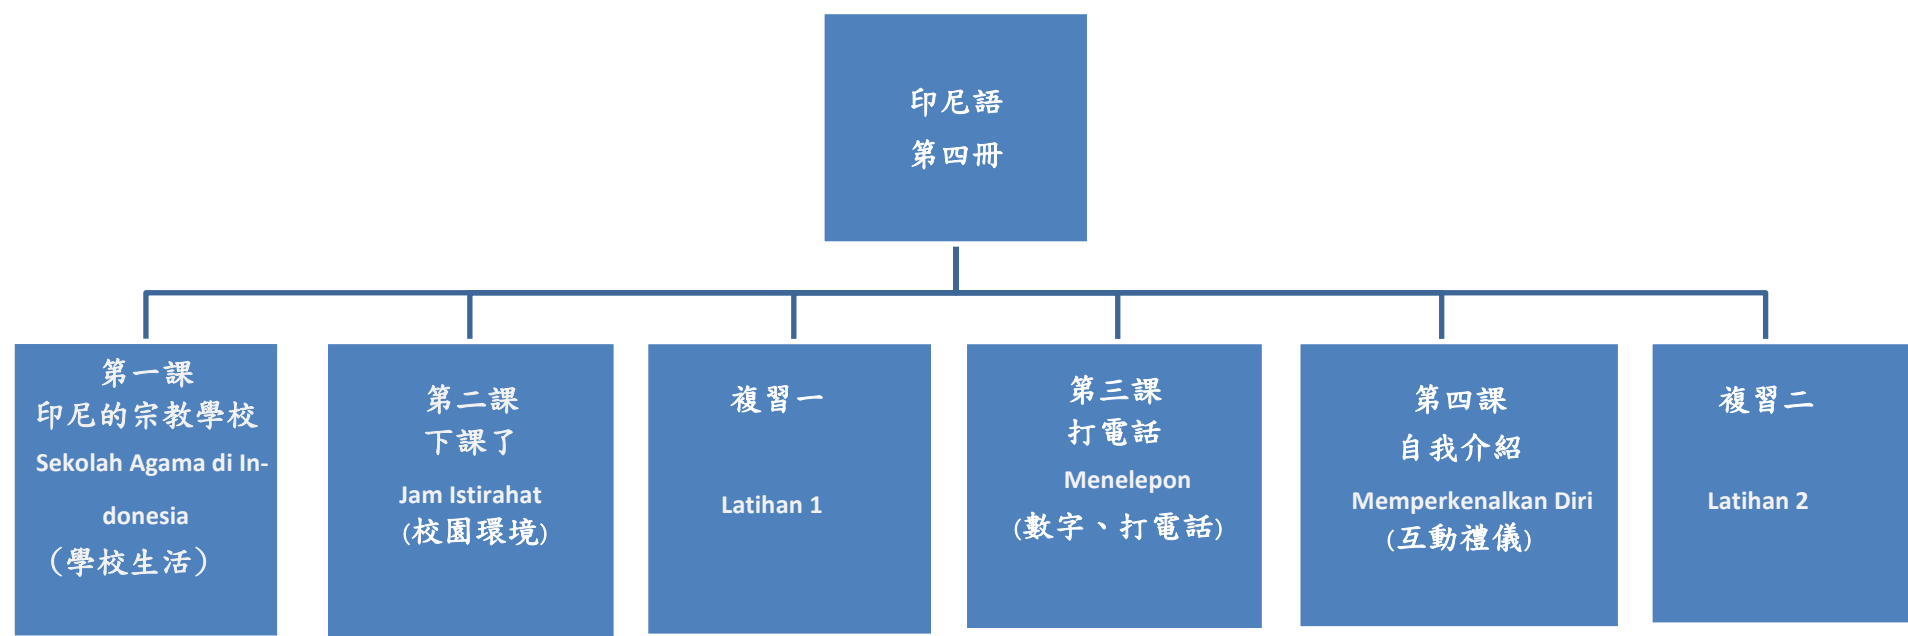 印尼語
第四冊
第一課
印尼的宗教學校
Sekolah Agama di In-
donesia
（學校生活）
第二課
下課了
Jam Istirahat
(校園環境)
複習一
Latihan 1
第三課
打電話
Menelepon
(數字、打電話)
第四課
自我介紹
Memperkenalkan Diri
(互動禮儀)
複習二
Latihan 2